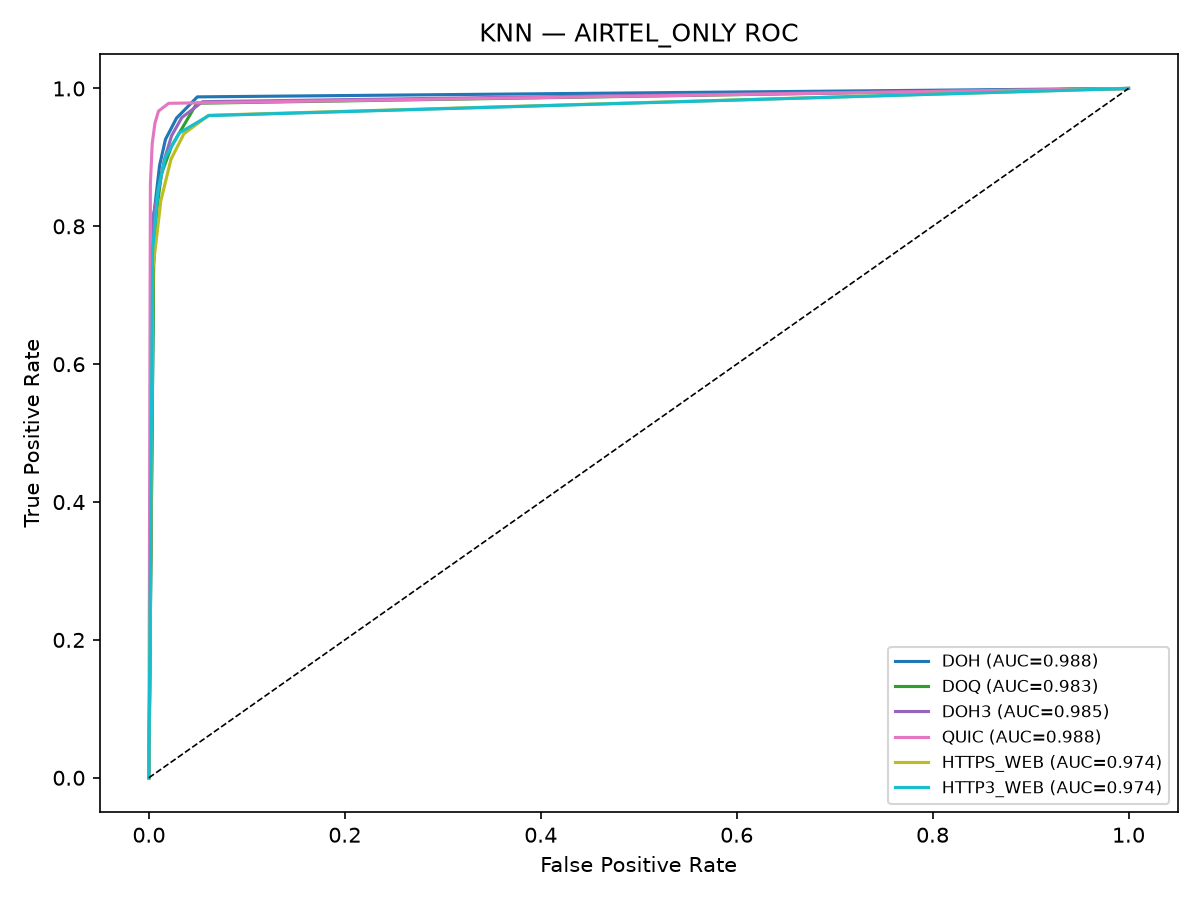 KNN — AIRTEL_ONLY ROC
True Positive Rate
1.0
0.8
0.6
0.4
0.2
0.0
DOH (AUC=0.988)
DOQ (AUC=0.983)
DOH3 (AUC=0.985)
QUIC (AUC=0.988)
HTTPS_WEB (AUC=0.974)
HTTP3_WEB (AUC=0.974)
0.0 0.2 0.4 0.6 0.8 1.0
False Positive Rate